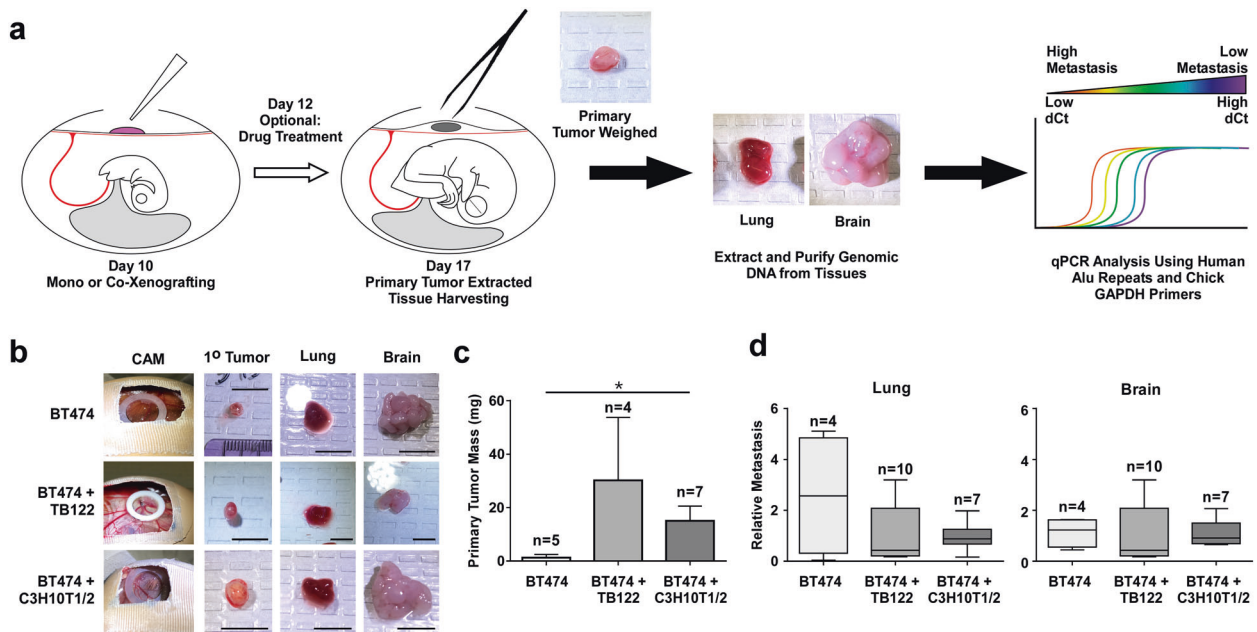 a
Day 10
Mono or Co-Xenografting
Day 12
Optional:
Drug Treatment
Day 17
Primary Tumor Extracted
Tissue Harvesting
Primary
Tumor Weighed
Lung
Brain
Extract and Purify Genomic
DNA from Tissues
High
Metastasis
Low
Metastasis
Low
dCt
High
dCt
qPCR Analysis Using Human
Alu Repeats and Chick
GAPDH Primers
b
CAM
1º Tumor
Lung
Brain
BT474
BT474 +
TB122
BT474 +
C3H10T1/2
c
Primary Tumor Mass (mg)
60
40
20
0
*
n=5
n=4
n=7
BT474
BT474 +
TB122
BT474 +
C3H10T1/2
d
Lung
Relative Metastasis
6
4
2
0
n=4
n=10
n=7
BT474
BT474 +
TB122
BT474 +
C3H10T1/2
Brain
6
4
2
0
n=4
n=10
n=7
BT474
BT474 +
TB122
BT474 +
C3H10T1/2